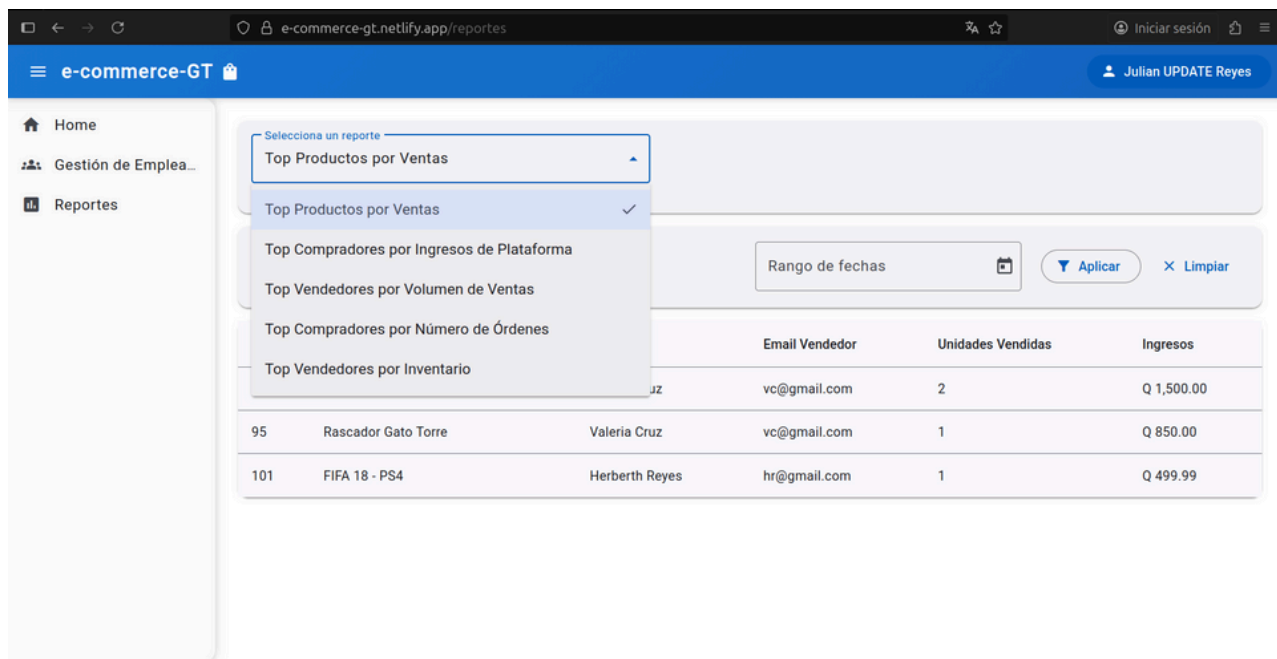 e-commerce-gt.netlify.app/reportes
Iniciar sesión
e-commerce-GT
Julian UPDATE Reyes
Home
Gestión de Emplea...
Reportes
Selecciona un reporte
Top Productos por Ventas
Top Productos por Ventas
Top Compradores por Ingresos de Plataforma
Top Vendedores por Volumen de Ventas
Top Compradores por Número de Órdenes
Top Vendedores por Inventario
Rango de fechas
Aplicar
Limpiar
Email Vendedor Unidades Vendidas Ingresos
uz vc@gmail.com 2 Q 1,500.00
95 Rascador Gato Torre Valeria Cruz vc@gmail.com 1 Q 850.00
101 FIFA 18 - PS4 Herberth Reyes hr@gmail.com 1 Q 499.99